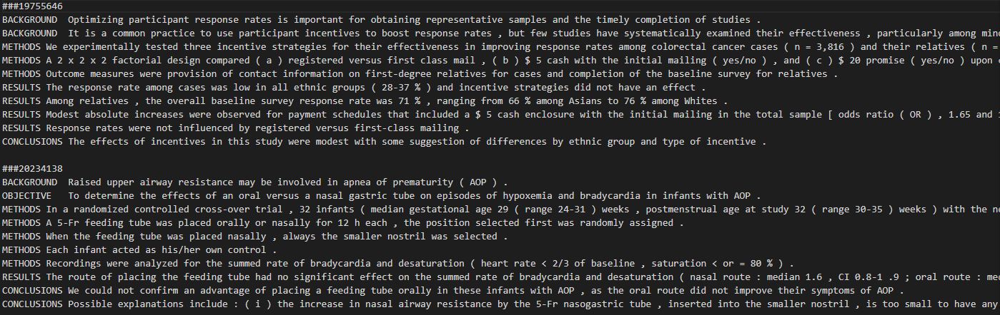 ###19755646
BACKGROUND  Optimizing participant response rates is important for obtaining representative samples and the timely completion of studies .
BACKGROUND  It is a common practice to use participant incentives to boost response rates , but few studies have systematically examined their effectiveness , particularly among
METHODS We experimentally tested three incentive strategies for their effectiveness in improving response rates among colorectal cancer cases ( n = 3,816 ) and their relatives ( n =
METHODS A 2 x 2 x 2 factorial design compared ( a ) registered versus first class mail , ( b ) $ 5 cash with the initial mailing ( yes/no ) , and ( c ) $ 20 promise ( yes/no ) upon
METHODS Outcome measures were provision of contact information on first-degree relatives for cases and completion of the baseline survey for relatives .
RESULTS The response rate among cases was low in all ethnic groups ( 28-37 % ) and incentive strategies did not have an effect .
RESULTS Among relatives , the overall baseline survey response rate was 71 % , ranging from 66 % among Asians to 76 % among Whites .
RESULTS Modest absolute increases were observed for payment schedules that included a $ 5 cash enclosure with the initial mailing in the total sample [ odds ratio ( OR ) , 1.65 and
RESULTS Response rates were not influenced by registered versus first-class mailing .
CONCLUSIONS The effects of incentives in this study were modest with some suggestion of differences by ethnic group and type of incentive .
###20234138
BACKGROUND  Raised upper airway resistance may be involved in apnea of prematurity ( AOP ) .
OBJECTIVE   To determine the effects of an oral versus a nasal gastric tube on episodes of hypoxemia and bradycardia in infants with AOP .
METHODS In a randomized controlled cross-over trial , 32 infants ( median gestational age 29 ( range 24-31 ) weeks , postmenstrual age at study 32 ( range 30-35 ) weeks ) with the
METHODS A 5-Fr feeding tube was placed orally or nasally for 12 h each , the position selected first was randomly assigned .
METHODS When the feeding tube was placed nasally , always the smaller nostril was selected .
METHODS Each infant acted as his/her own control .
METHODS Recordings were analyzed for the summed rate of bradycardia and desaturation ( heart rate < 2/3 of baseline , saturation < or = 80 % ) .
RESULTS The route of placing the feeding tube had no significant effect on the summed rate of bradycardia and desaturation ( nasal route : median 1.6 , CI 0.8-1 .9 ; oral route :
CONCLUSIONS We could not confirm an advantage of placing a feeding tube orally in these infants with AOP , as the oral route did not improve their symptoms of AOP .
CONCLUSIONS Possible explanations include : ( i ) the increase in nasal airway resistance by the 5-Fr nasogastric tube , inserted into the smaller nostril , is too small to have any